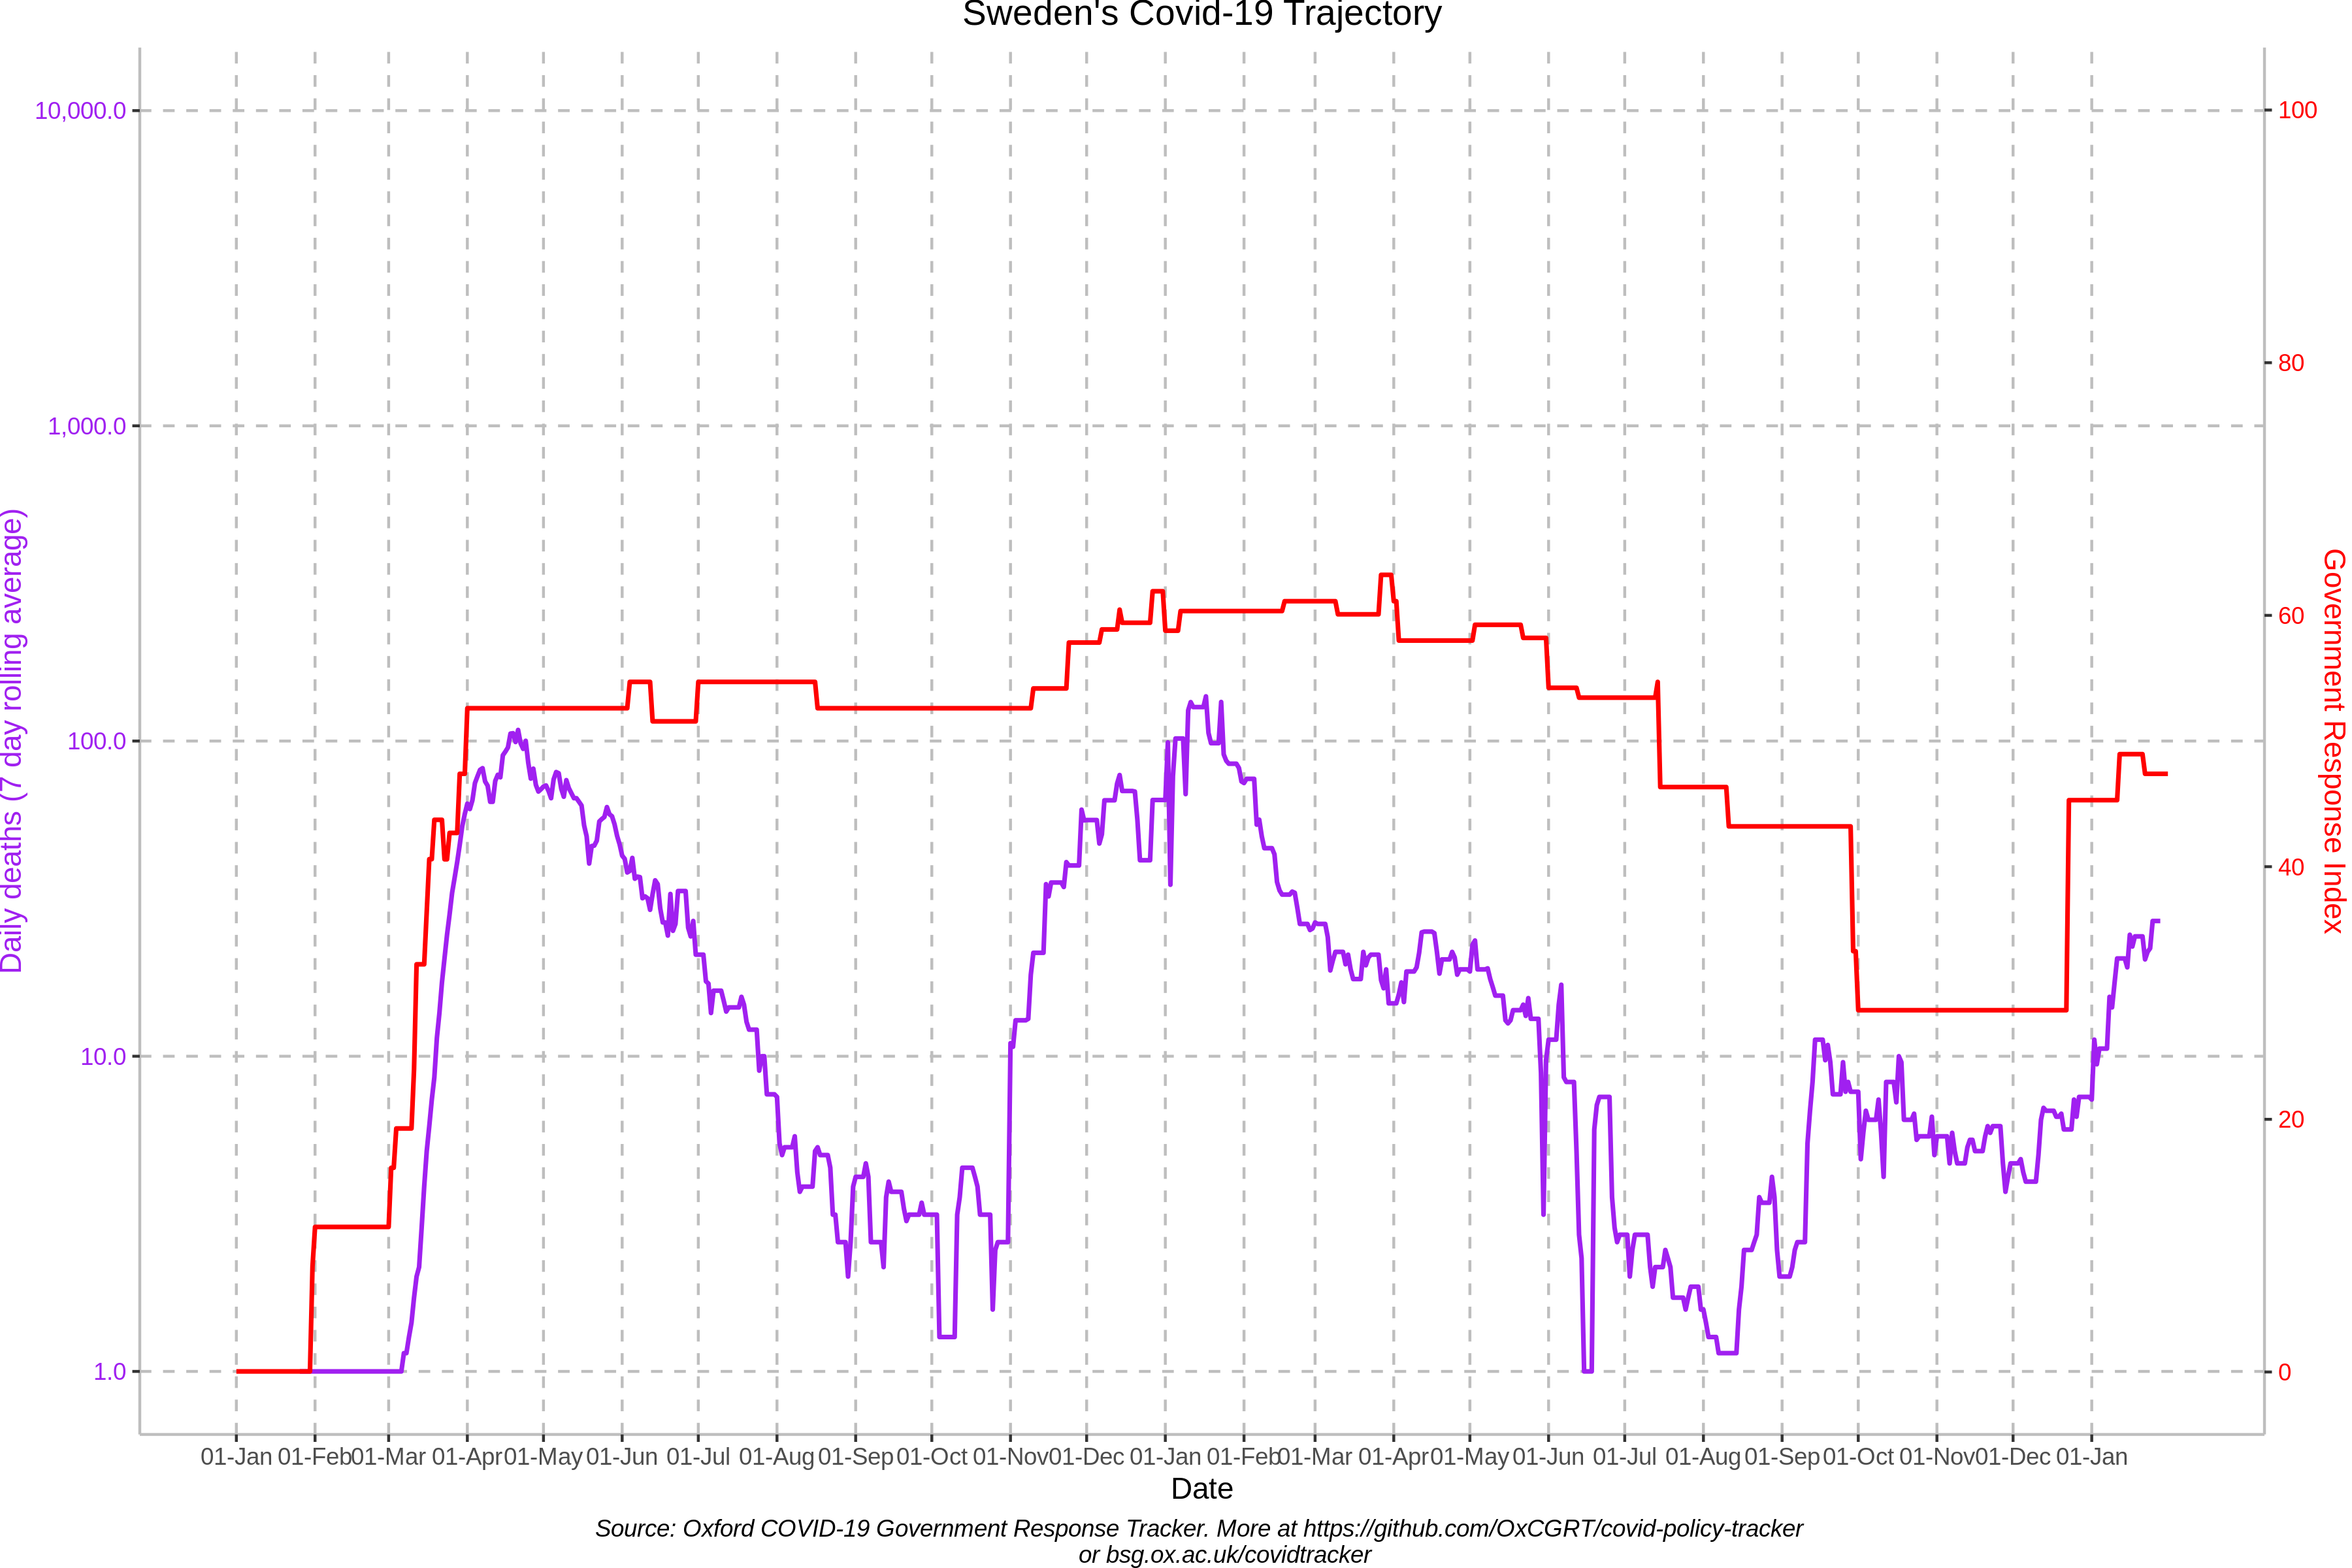 Sweden's Covid-19 Trajectory
10,000.0
1,000.0
100.0
10.0
1.0
Daily deaths (7 day rolling average)
100
80
60
40
20
0
Government Response Index
01-Jan 01-Feb 01-Mar 01-Apr 01-May 01-Jun 01-Jul 01-Aug 01-Sep 01-Oct 01-Nov 01-Dec 01-Jan 01-Feb 01-Mar 01-Apr 01-May 01-Jun 01-Jul 01-Aug 01-Sep 01-Oct 01-Nov 01-Dec 01-Jan
Date
Source: Oxford COVID-19 Government Response Tracker. More at https://github.com/OxCGRT/covid-policy-tracker
or bsg.ox.ac.uk/covidtracker